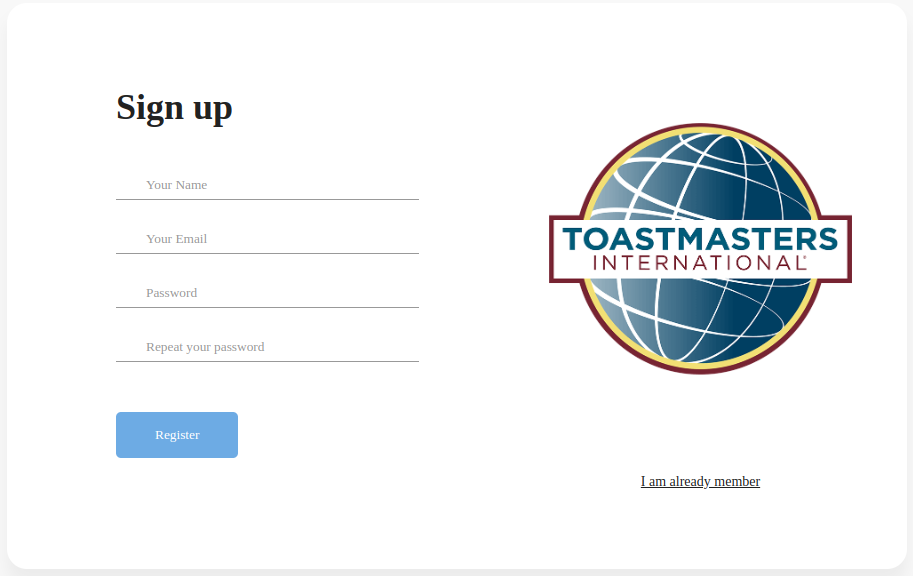 Sign up
Your Name
Your Email
Password
Repeat your password
Register
TOASTMASTERS
INTERNATIONAL
I am already member